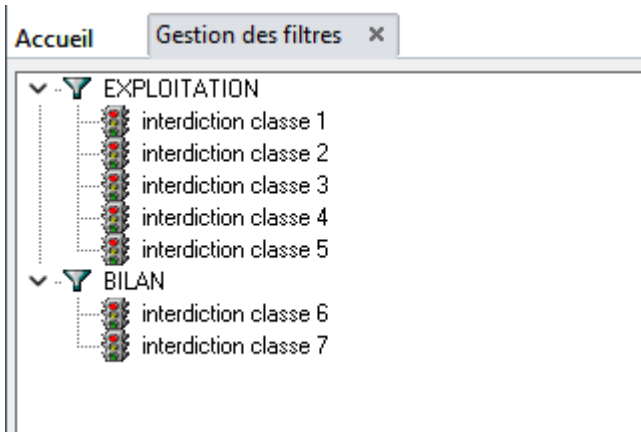 Accueil Gestion des filtres
EXPLOITATION
interdiction classe 1
interdiction classe 2
interdiction classe 3
interdiction classe 4
interdiction classe 5
BILAN
interdiction classe 6
interdiction classe 7